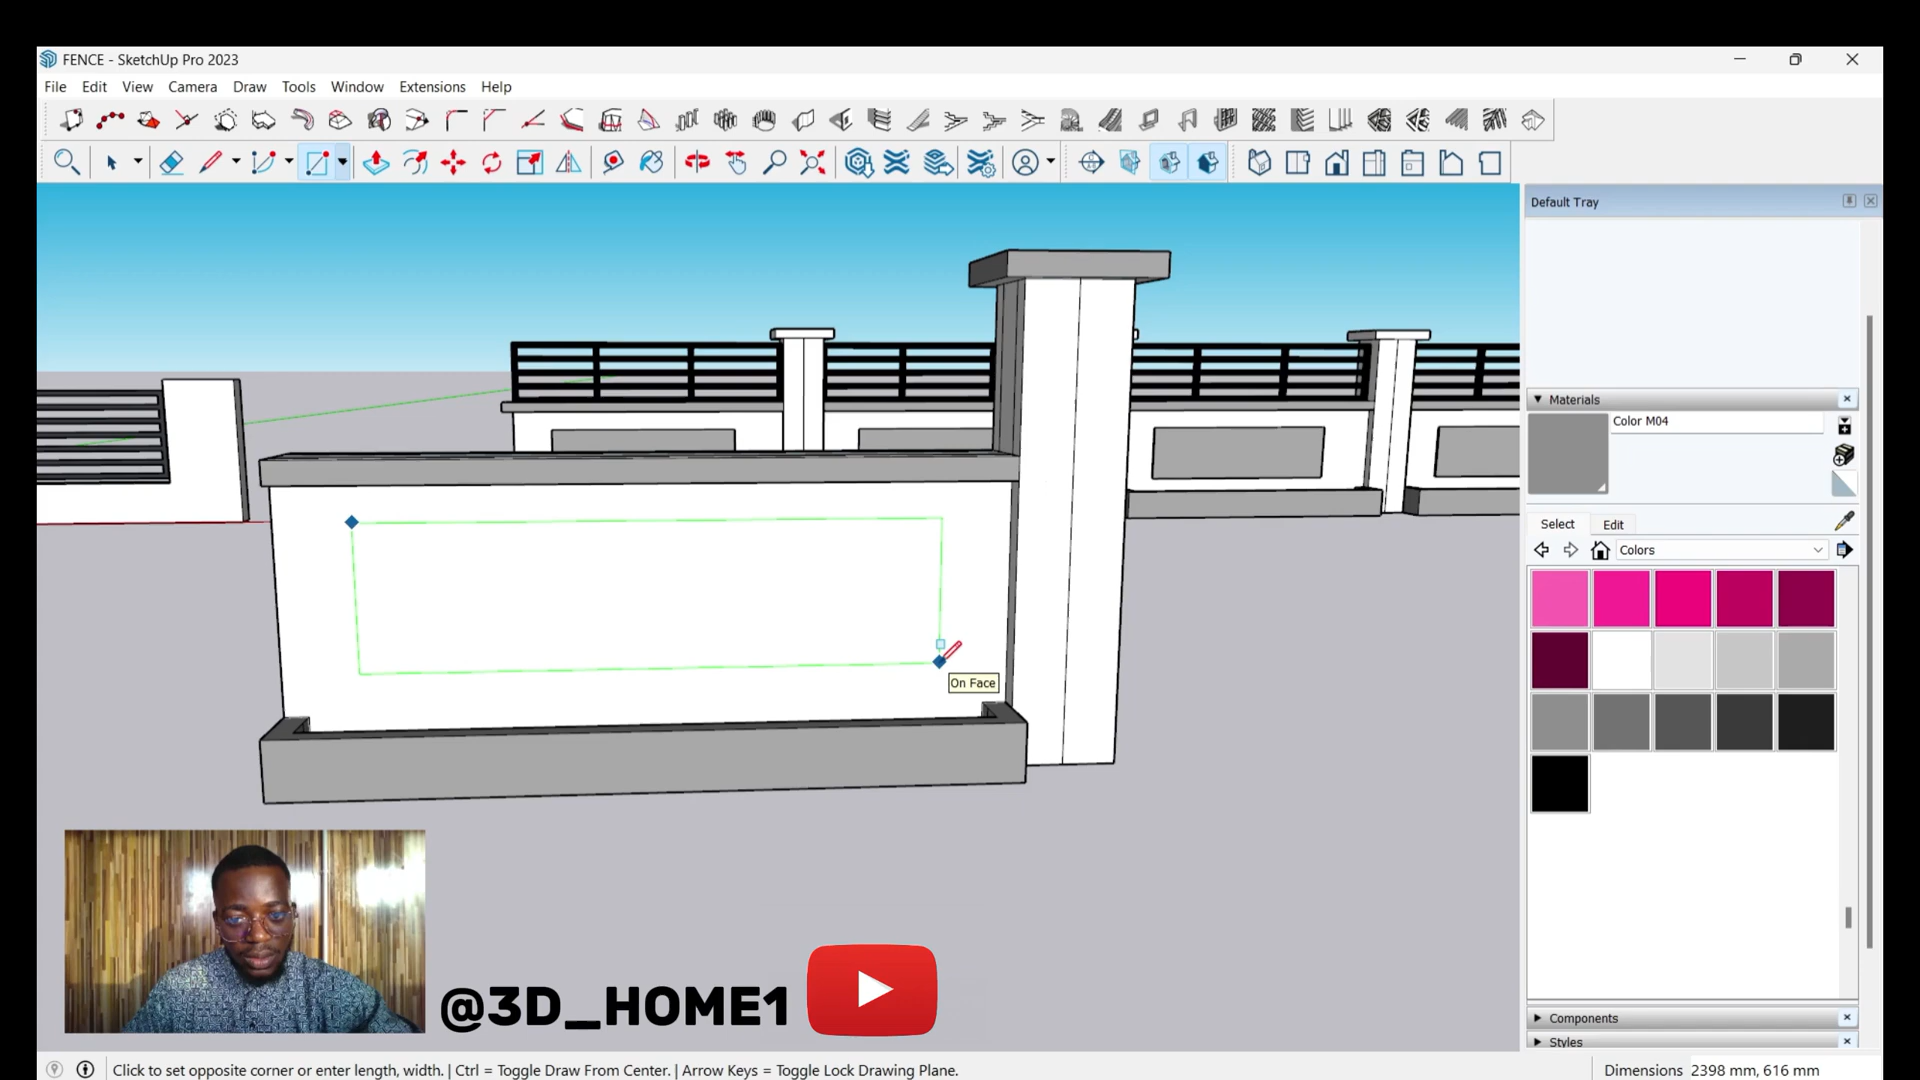 FENCE - SketchUp Pro 2023
File Edit View Camera Draw Tools Window Extensions Help
Default Tray
Materials
Color M04
Select Edit
Colors
On Face
@3D_HOME1
Components
Styles
Click to set opposite corner or enter length, width. | Ctrl = Toggle Draw From Center. | Arrow Keys = Toggle Lock Drawing Plane.
Dimensions 2398 mm, 616 mm